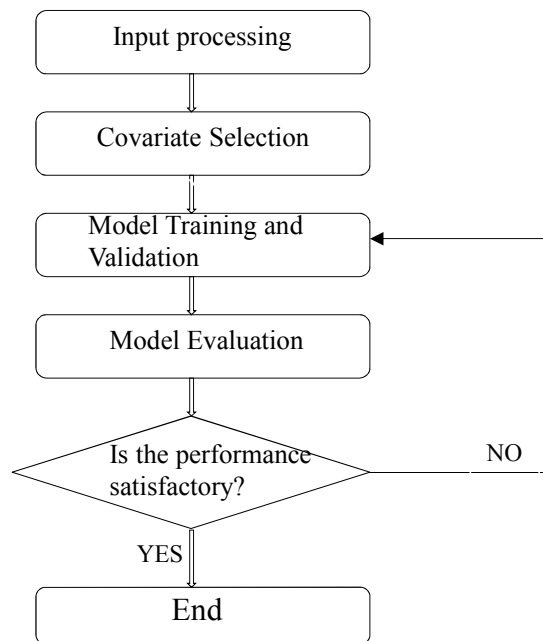 Input processing
Covariate Selection
Model Training and
Validation
Model Evaluation
Is the performance
satisfactory?
NO
YES
End